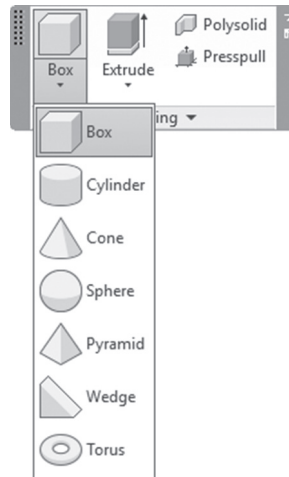 Polysolid
Presspull
Box
Extrude
ing
Box
Cylinder
Cone
Sphere
Pyramid
Wedge
Torus